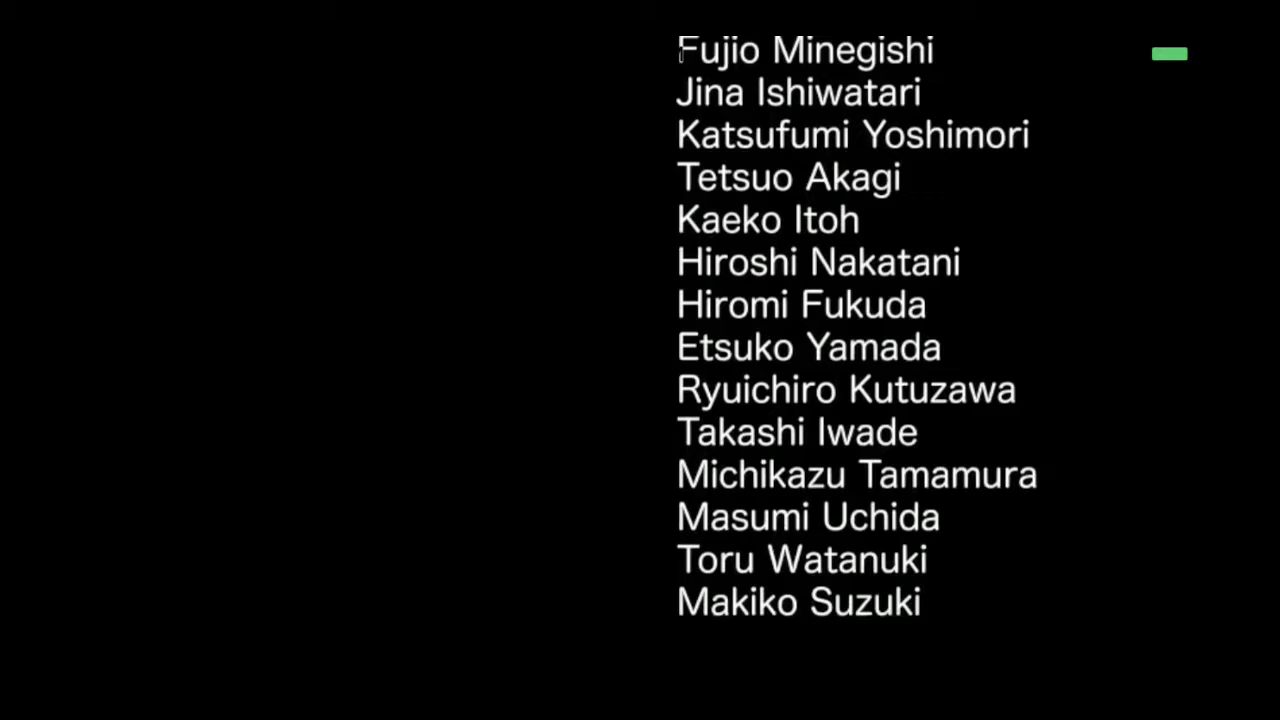 Fujio Minegishi
Jina Ishiwatari
Katsufumi Yoshimori
Tetsuo Akagi
Kaeko Itoh
Hiroshi Nakatani
Hiromi Fukuda
Etsuko Yamada
Ryuichiro Kutuzawa
Takashi Iwade
Michikazu Tamamura
Masumi Uchida
Toru Watanuki
Makiko Suzuki